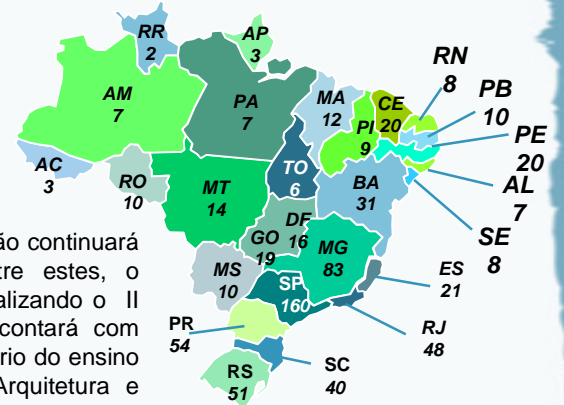 RR
2
AP
3
RN
8
AM
7
PA
7
MA
12
CE
20
PB
10
PI
9
PE
20
AC
3
RO
10
MT
14
TO
6
BA
31
AL
7
SE
8
DF
16
GO
19
MG
83
MS
10
ES
21
SP
160
RJ
48
PR
54
SC
40
RS
51
ão continuará
tre estes, o
alizando o II
contará com
rio do ensino
Arquitetura e